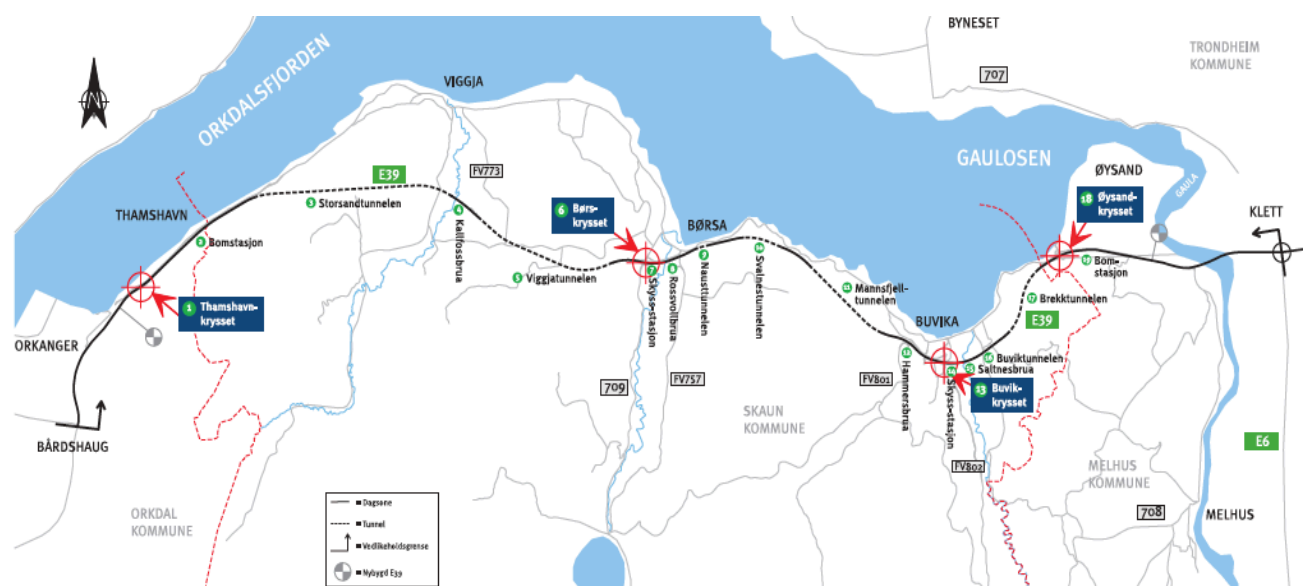 BYNESET
TRONDHEIM
KOMMUNE
707
VIGGJA
ORKDALSFJORDEN
GAULOSEN
ØYSAND
GAULA
KLETT
E39
FV773
18 Øysand-
krysset
THAMSHAVN
3 Storsandtunnelen
4 Kallfossbrua
6 Børs-
krysset
BØRSA
3 Bomstasjon
5 Viggjatunnelen
7 Skyss-stasjon
8 Rossvollbrua
9 Nausttunnelen
10 Svalnestunnelen
11 Mannsfjell-
tunnelen
19 Bom-
stasjon
17 Brekktunnelen
E39
1 Thamshavn-
krysset
ORKANGER
BUVIKA
12 Hammersbrua
14 Skyss-stasjon
16 Buviktunnelen
15 Saltnesbrua
13 Buvik-
krysset
709
FV757
FV801
SKAUN
KOMMUNE
FV802
BÅRDSHAUG
E6
MELHUS
KOMMUNE
708
MELHUS
ORKDAL
KOMMUNE
= Dagsone
= Tunnel
= Vedlikeholdsgrense
= Nybygd E39
N